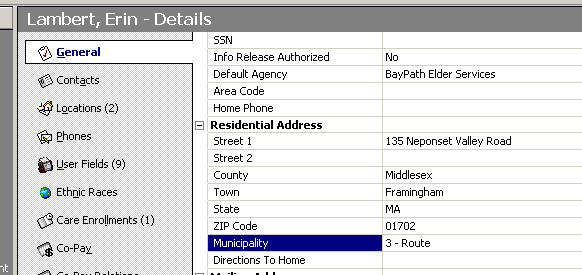 Lambert, Erin - Details
General
Contacts
Locations (2)
Phones
User Fields (9)
Ethnic Races
Care Enrollments (1)
Co-Pay
SSN
Info Release Authorized No
Default Agency BayPath Elder Services
Area Code
Home Phone
Residential Address
Street 1 135 Neponset Valley Road
Street 2
County Middlesex
Town Framingham
State MA
ZIP Code 01702
Municipality 3 - Route
Directions To Home